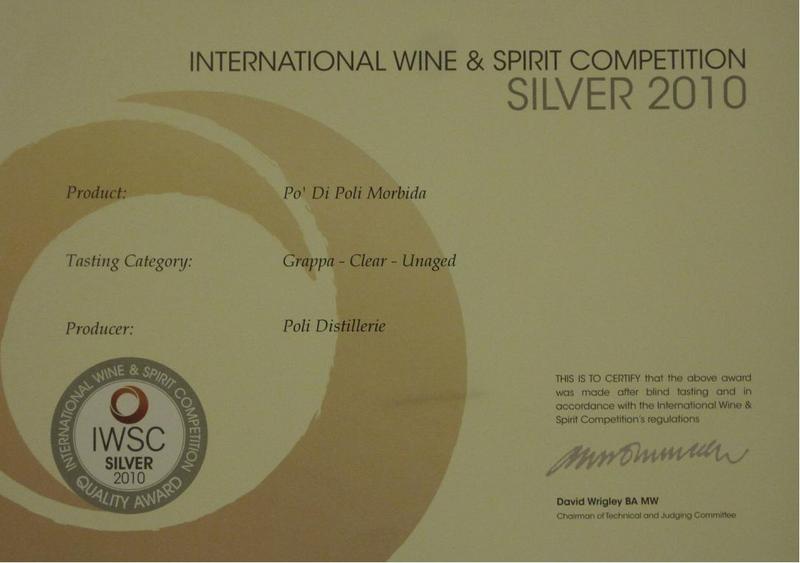 INTERNATIONAL WINE & SPIRIT COMPETITION
SILVER 2010
Product: Po' Di Poli Morbida
Tasting Category: Grappa - Clear - Unaged
Producer: Poli Distillerie
INTERNATIONAL WINE & SPIRIT COMPETITION
IWSC
SILVER
2010
QUALITY AWARD
THIS IS TO CERTIFY that the above award
was made after blind tasting and in
accordance with the International Wine &
Spirit Competition's regulations
David Wrigley BA MW
Chairman of Technical and Judging Committee